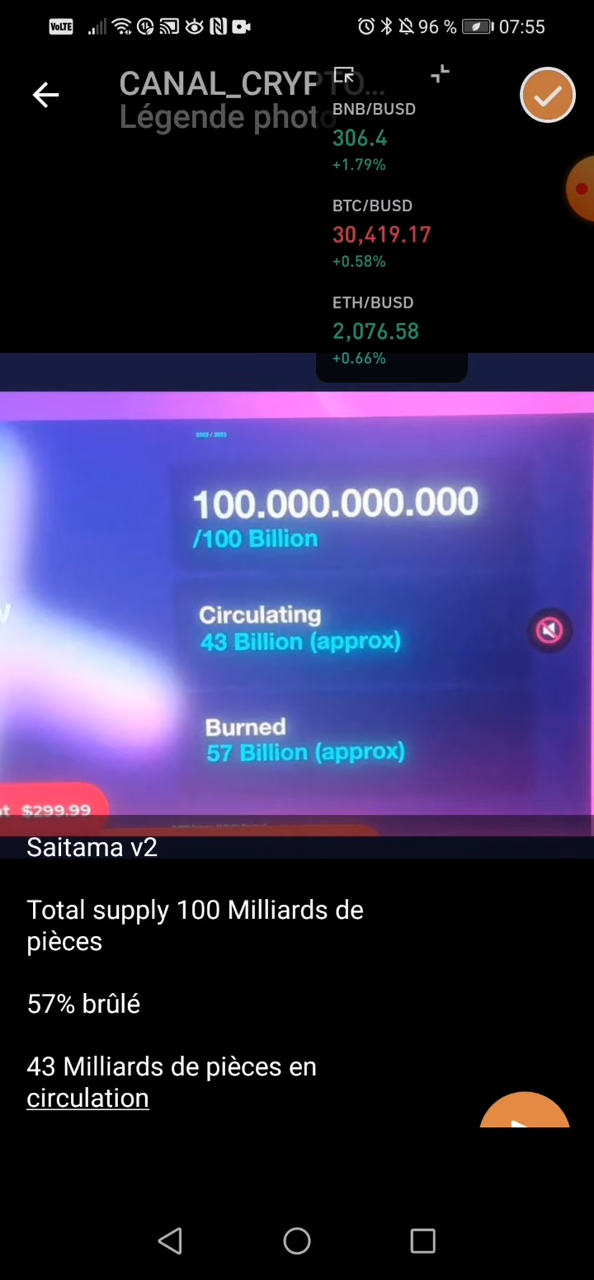 VoLTE
96 %
07:55
CANAL_CRYPTO...
Légende photo
BNB/BUSD
306.4
+1.79%
BTC/BUSD
30,419.17
+0.58%
ETH/BUSD
2,076.58
+0.66%
100.000.000.000
/100 Billion
Circulating
43 Billion (approx)
Burned
57 Billion (approx)
$299.99
Saitama v2
Total supply 100 Milliards de
pièces
57% brûlé
43 Milliards de pièces en
circulation